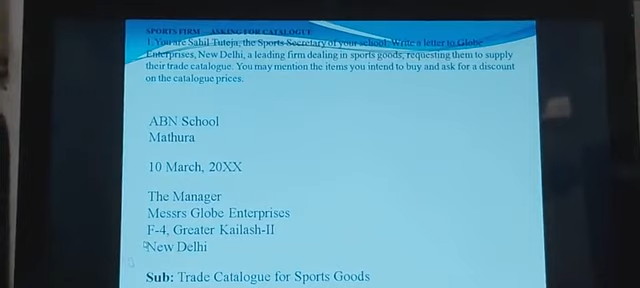 SPORTS FIRM ASKING FOR CATALOGUE
1. You are Sahil Tuteja, the Sports Secretary of your school. Write a letter to Globe
Enterprises, New Delhi, a leading firm dealing in sports goods, requesting them to supply
their trade catalogue. You may mention the items you intend to buy and ask for a discount
on the catalogue prices.
ABN School
Mathura
10 March, 20XX
The Manager
Messrs Globe Enterprises
F-4, Greater Kailash-II
New Delhi
Sub: Trade Catalogue for Sports Goods